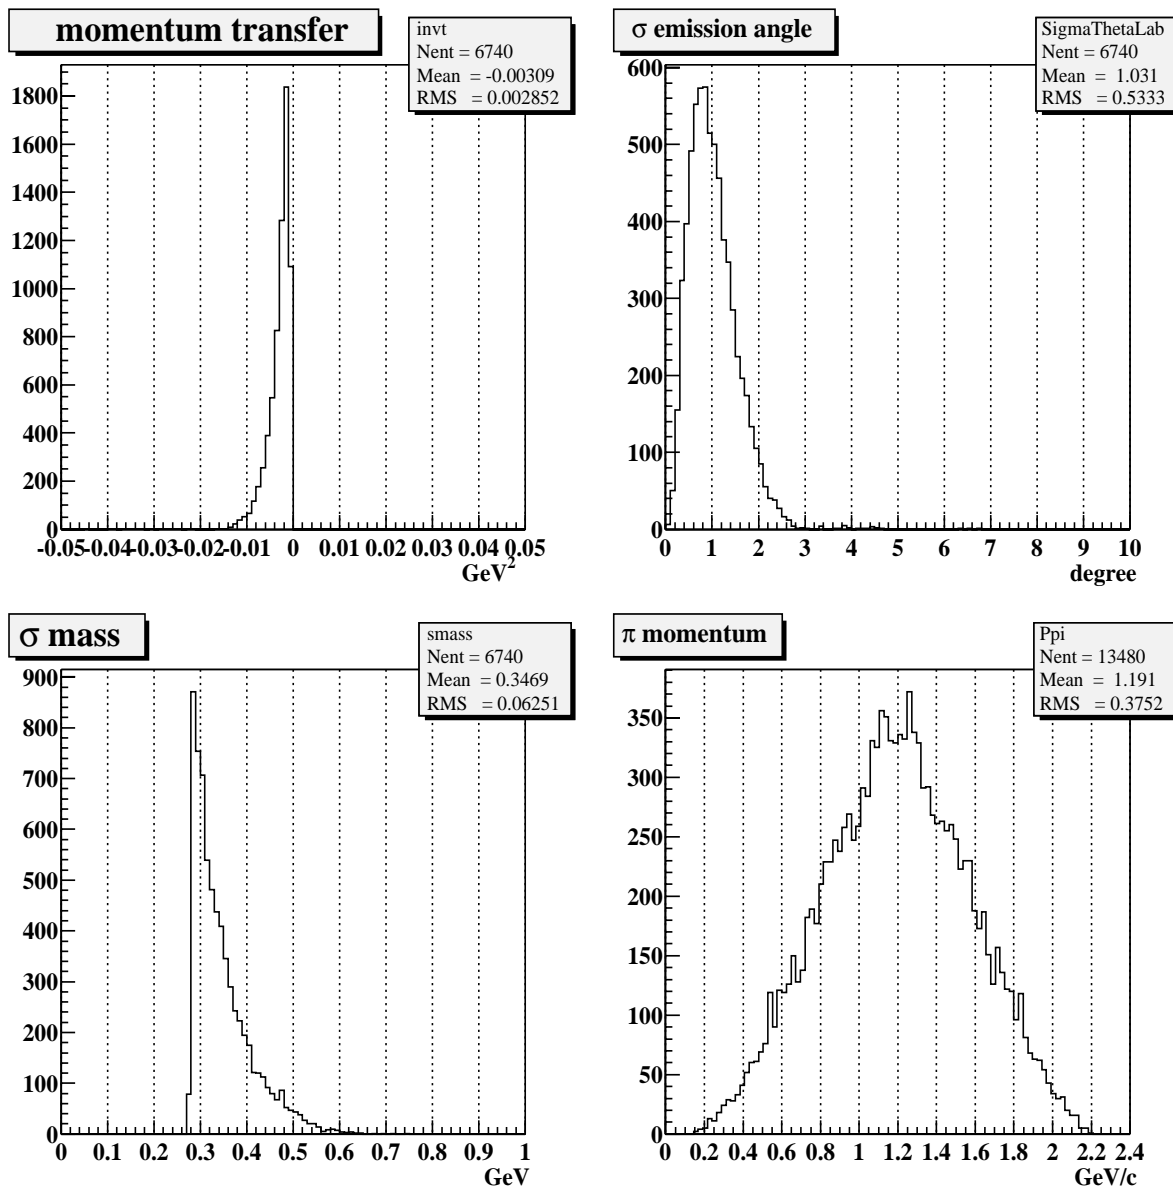 momentum transfer
invt
Nent = 6740
Mean = -0.00309
RMS = 0.002852
1800
1600
1400
1200
1000
800
600
400
200
0
-0.05 -0.04 -0.03 -0.02 -0.01 0 0.01 0.02 0.03 0.04 0.05
GeV²
σ emission angle
SigmaThetaLab
Nent = 6740
Mean = 1.031
RMS = 0.5333
600
500
400
300
200
100
0
0 1 2 3 4 5 6 7 8 9 10
degree
σ mass
smass
Nent = 6740
Mean = 0.3469
RMS = 0.06251
900
800
700
600
500
400
300
200
100
0
0 0.1 0.2 0.3 0.4 0.5 0.6 0.7 0.8 0.9 1
GeV
π momentum
Ppi
Nent = 13480
Mean = 1.191
RMS = 0.3752
350
300
250
200
150
100
50
0
0 0.2 0.4 0.6 0.8 1 1.2 1.4 1.6 1.8 2 2.2 2.4
GeV/c